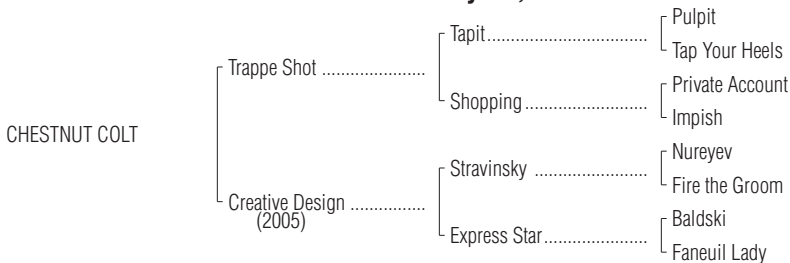 Pulpit
Tapit
Tap Your Heels
Trappe Shot
Private Account
Shopping
Impish
CHESTNUT COLT
Nureyev
Stravinsky
Fire the Groom
Creative Design
(2005)
Baldski
Express Star
Faneuil Lady